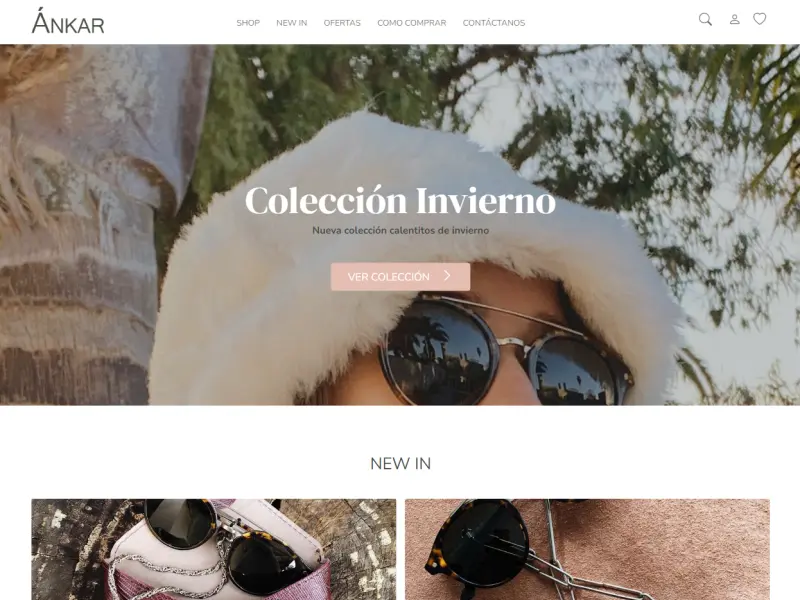 ÁNKAR
SHOP NEW IN OFERTAS COMO COMPRAR CONTÁCTANOS
Colección Invierno
Nueva colección calentitos de invierno
VER COLECCIÓN
NEW IN